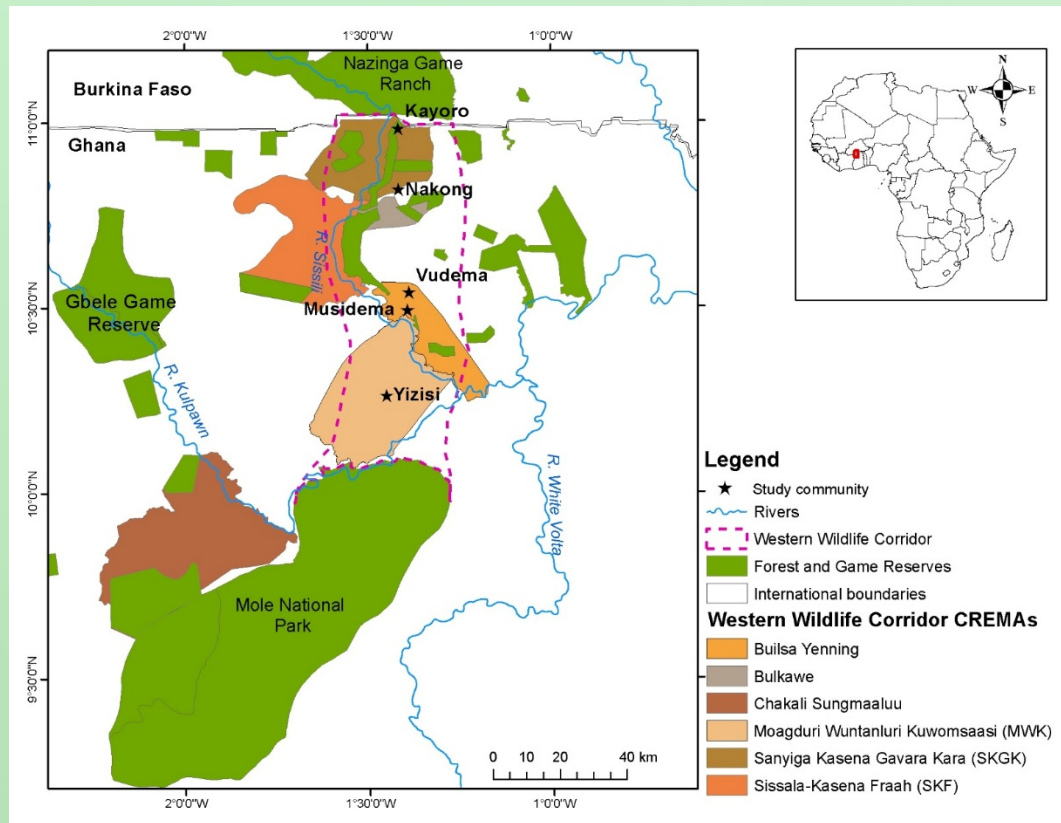 2°0'0"W 1°30'0"W 1°0'0"W
Nazinga Game
Ranch
Burkina Faso
Kayoro
11°0'0"N
Ghana
Nakong
R. Sissili
Vudema
Gbele Game
Reserve
10°30'0"N
Musidema
R. Kulpawn
Yizisi
R. White Volta
10°0'0"N
Mole National
Park
9°30'0"N
0 10 20 40 km
2°0'0"W 1°30'0"W 1°0'0"W
N
W E
S
Legend
Study community
Rivers
Western Wildlife Corridor
Forest and Game Reserves
International boundaries
Western Wildlife Corridor CREMAs
Builsa Yenning
Bulkawe
Chakali Sungmaaluu
Moagduri Wuntanluri Kuwomsaasi (MWK)
Sanyiga Kasena Gavara Kara (SKGK)
Sissala-Kasena Fraah (SKF)